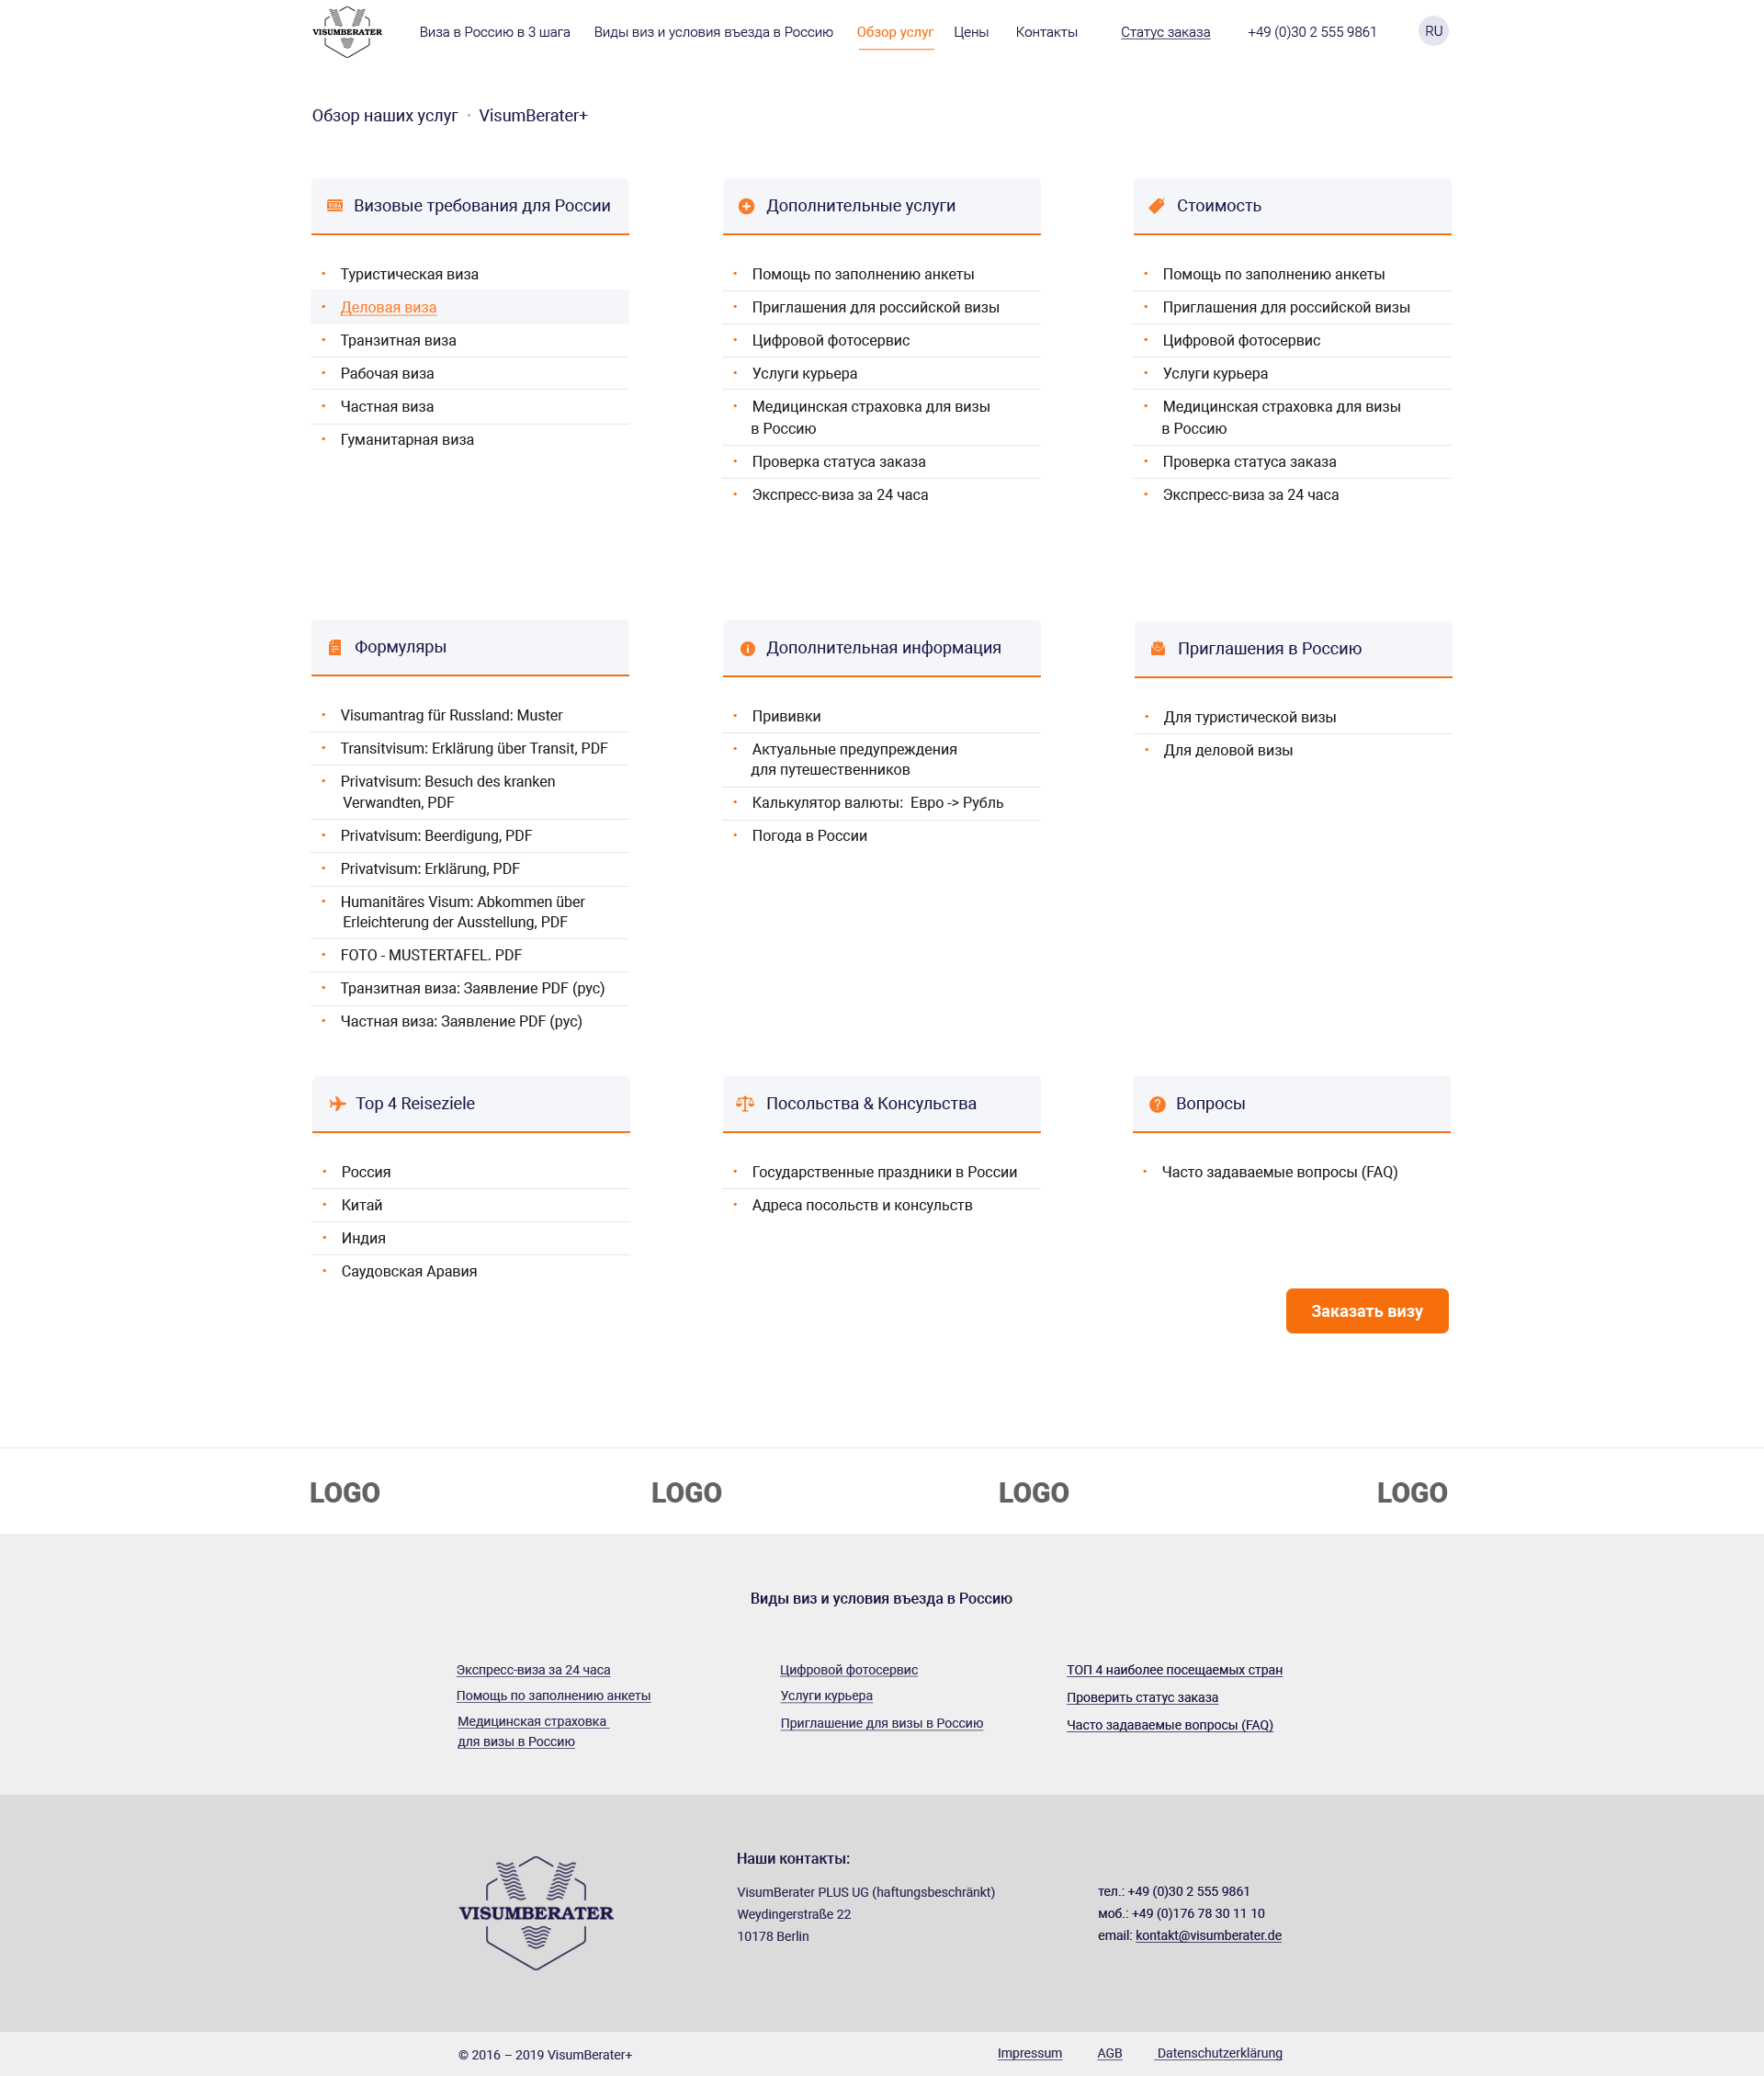 VISUMBERATER
Виза в Россию в 3 шага
Виды виз и условия въезда в Россию
Обзор услуг
Цены
Контакты
Статус заказа
+49 (0)30 2 555 9861
RU
Обзор наших услуг • VisumBerater+
Визовые требования для России
Туристическая виза
Деловая виза
Транзитная виза
Рабочая виза
Частная виза
Гуманитарная виза
Дополнительные услуги
Помощь по заполнению анкеты
Приглашения для российской визы
Цифровой фотосервис
Услуги курьера
Медицинская страховка для визы
в Россию
Проверка статуса заказа
Экспресс-виза за 24 часа
Стоимость
Помощь по заполнению анкеты
Приглашения для российской визы
Цифровой фотосервис
Услуги курьера
Медицинская страховка для визы
в Россию
Проверка статуса заказа
Экспресс-виза за 24 часа
Формуляры
Visumantrag für Russland: Muster
Transitvisum: Erklärung über Transit, PDF
Privatvisum: Besuch des kranken
Verwandten, PDF
Privatvisum: Beerdigung, PDF
Privatvisum: Erklärung, PDF
Humanitäres Visum: Abkommen über
Erleichterung der Ausstellung, PDF
FOTO - MUSTERTAFEL. PDF
Транзитная виза: Заявление PDF (рус)
Частная виза: Заявление PDF (рус)
Дополнительная информация
Прививки
Актуальные предупреждения
для путешественников
Калькулятор валюты: Евро -> Рубль
Погода в России
Приглашения в Россию
Для туристической визы
Для деловой визы
Top 4 Reiseziele
Россия
Китай
Индия
Саудовская Аравия
Посольства & Консульства
Государственные праздники в России
Адреса посольств и консульств
Вопросы
Часто задаваемые вопросы (FAQ)
Заказать визу
LOGO
LOGO
LOGO
LOGO
Виды виз и условия въезда в Россию
Экспресс-виза за 24 часа
Помощь по заполнению анкеты
Медицинская страховка
для визы в Россию
Цифровой фотосервис
Услуги курьера
Приглашение для визы в Россию
ТОП 4 наиболее посещаемых стран
Проверить статус заказа
Часто задаваемые вопросы (FAQ)
VISUMBERATER
Наши контакты:
VisumBerater PLUS UG (haftungsbeschränkt)
Weydingerstraße 22
10178 Berlin
тел.: +49 (0)30 2 555 9861
моб.: +49 (0)176 78 30 11 10
email: kontakt@visumberater.de
© 2016 – 2019 VisumBerater+
Impressum
AGB
Datenschutzerklärung